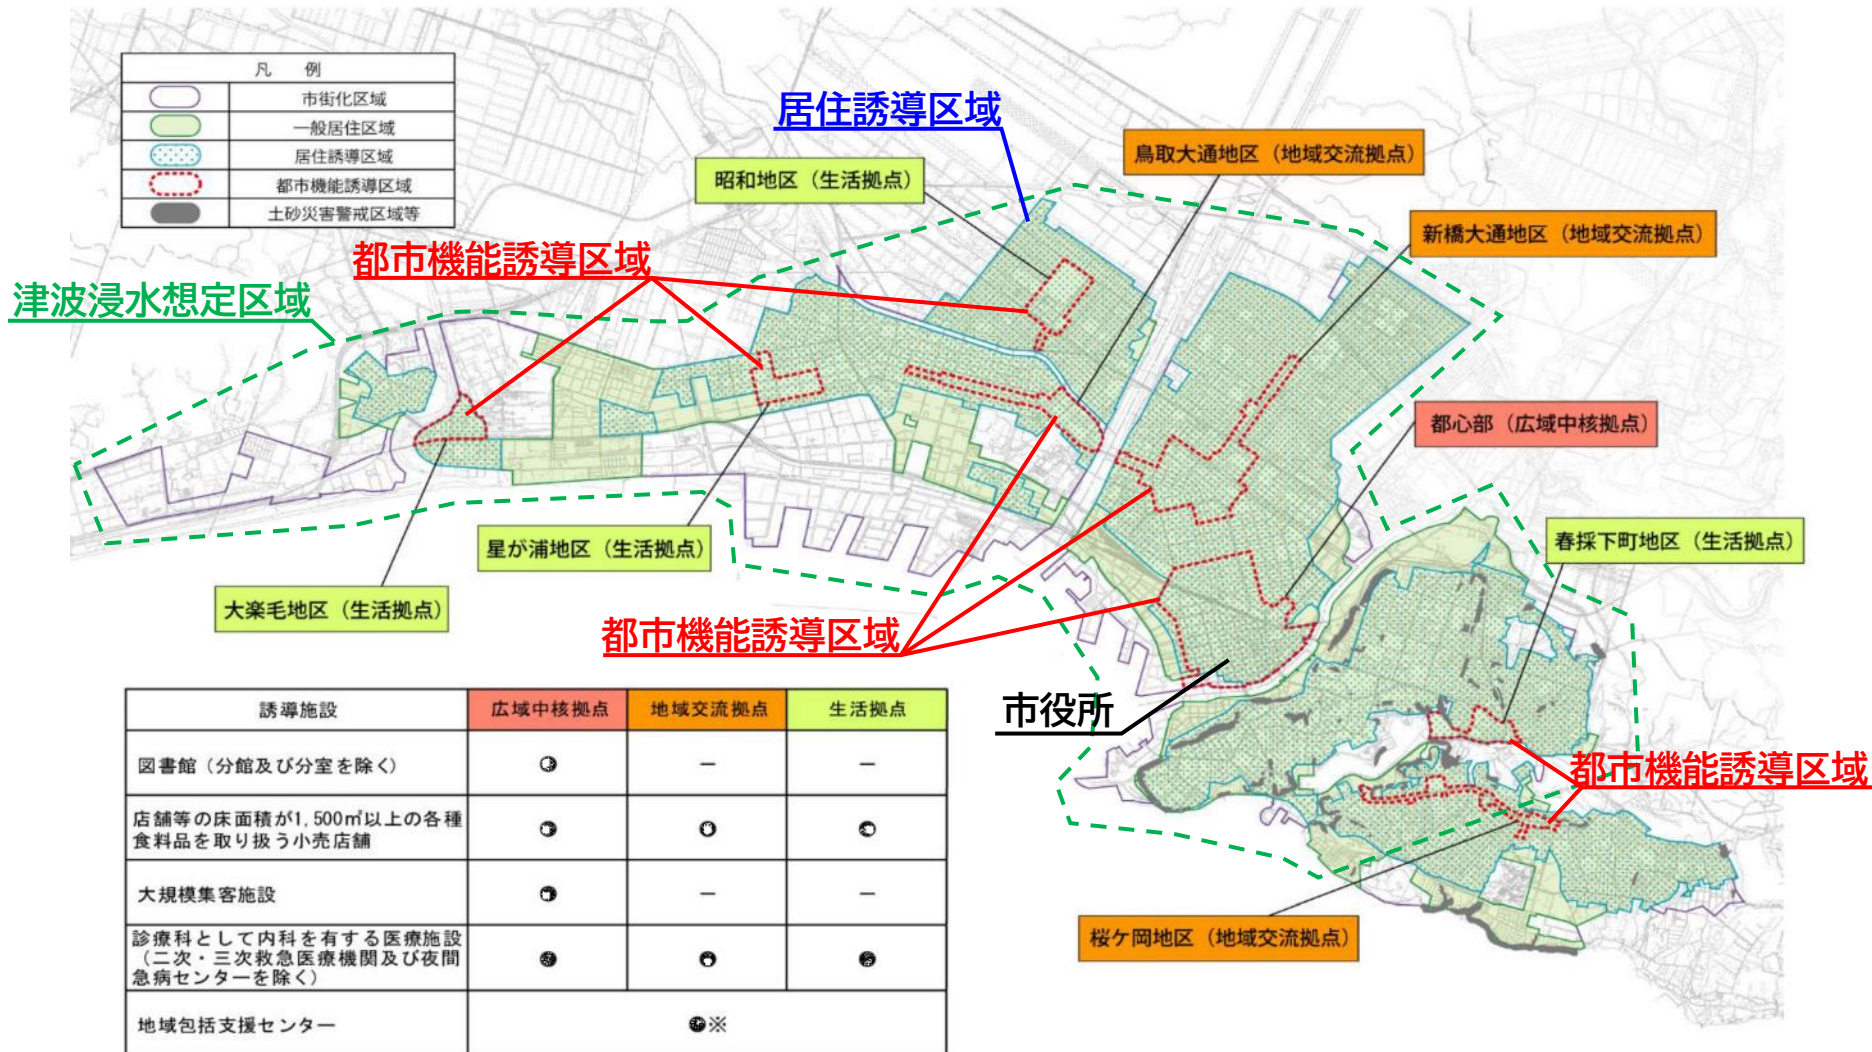 凡 例
市街化区域
一般居住区域
居住誘導区域
都市機能誘導区域
土砂災害警戒区域等
居住誘導区域
鳥取大通地区（地域交流拠点）
昭和地区（生活拠点）
新橋大通地区（地域交流拠点）
都市機能誘導区域
津波浸水想定区域
都心部（広域中核拠点）
星が浦地区（生活拠点）
春採下町地区（生活拠点）
大楽毛地区（生活拠点）
都市機能誘導区域
市役所
都市機能誘導区域
桜ケ岡地区（地域交流拠点）
誘導施設 広域中核拠点 地域交流拠点 生活拠点
図書館（分館及び分室を除く） ● － －
店舗等の床面積が1,500㎡以上の各種
食料品を取り扱う小売店舗 ● ● ●
大規模集客施設 ● － －
診療科として内科を有する医療施設
（二次・三次救急医療機関及び夜間
急病センターを除く） ● ● ●
地域包括支援センター ●※